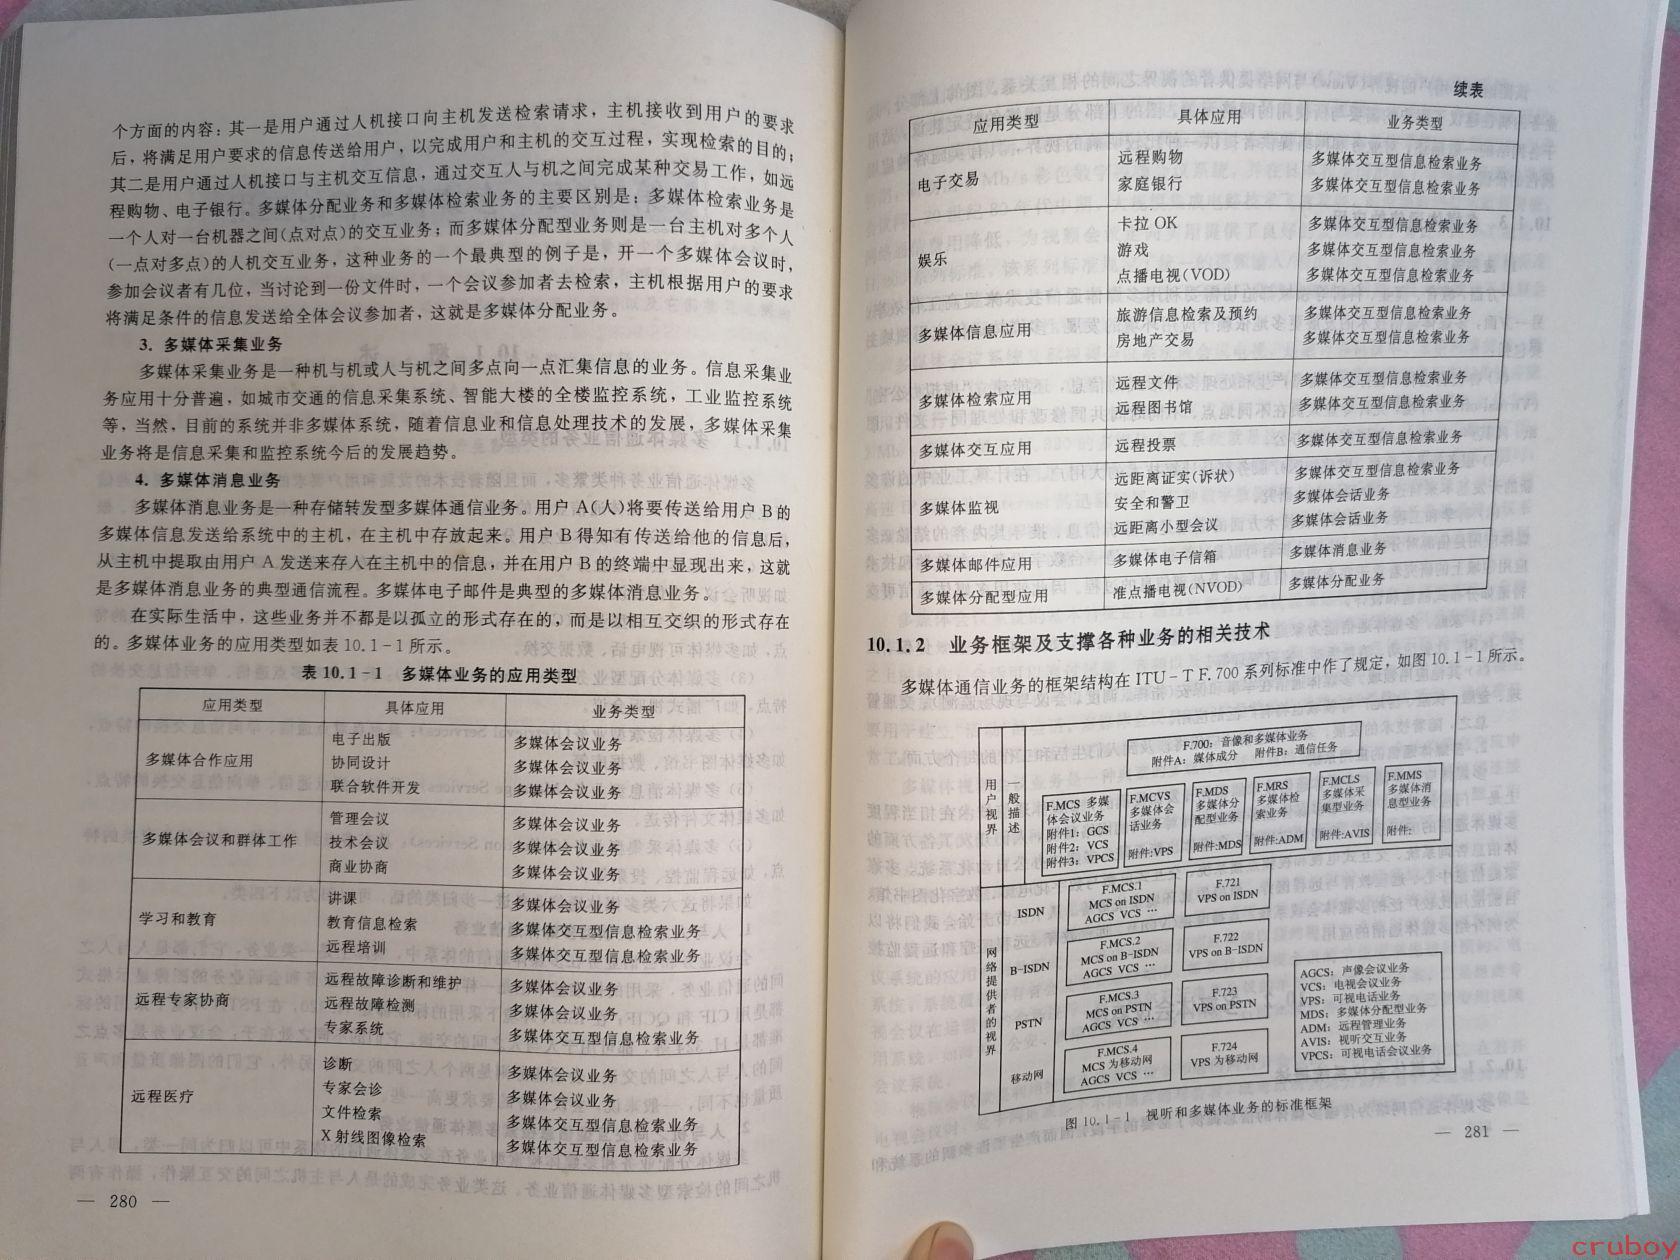 个方面的内容：其一是用户通过人机接口向主机发送检索请求，主机接收到用户的要求
后，将满足用户要求的信息传送给用户，以完成用户和主机的交互过程，实现检索的目的；
其二是用户通过人机接口与主机交互信息，通过交互人与机之间完成某种交易工作，如远
程购物、电子银行。多媒体分配业务和多媒体检索业务的主要区别是：多媒体检索业务是
一个人对一台机器之间(点对点)的交互业务；而多媒体分配型业务则是一台主机对多个人
(一点对多点)的人机交互业务，这种业务的一个最典型的例子是，开一个多媒体会议时，
参加会议者有几位，当讨论到一份文件时，一个会议参加者去检索，主机根据用户的要求
将满足条件的信息发送给全体会议参加者，这就是多媒体分配业务。
3. 多媒体采集业务
多媒体采集业务是一种机与机或人与机之间多点向一点汇集信息的业务。信息采集业
务应用十分普遍，如城市交通的信息采集系统、智能大楼的全楼监控系统，工业监控系统
等，当然，目前的系统并非多媒体系统，随着信息业和信息处理技术的发展，多媒体采集
业务将是信息采集和监控系统今后的发展趋势。
4. 多媒体消息业务
多媒体消息业务是一种存储转发型多媒体通信业务。用户 A(人)将要传送给用户 B 的
多媒体信息发送给系统中的主机，在主机中存放起来。用户 B 得知有传送给他的信息后，
从主机中提取由用户 A 发送来存入在主机中的信息，并在用户 B 的终端中显现出来，这就
是多媒体消息业务的典型通信流程。多媒体电子邮件是典型的多媒体消息业务。
在实际生活中，这些业务并不都是以孤立的形式存在的，而是以相互交织的形式存在
的。多媒体业务的应用类型如表 10.1-1 所示。
表 10.1-1 多媒体业务的应用类型
应用类型 具体应用 业务类型
多媒体合作应用
电子出版 多媒体会议业务
协同设计 多媒体会议业务
联合软件开发 多媒体会议业务
多媒体会议和群体工作
管理会议 多媒体会议业务
技术会议 多媒体会议业务
商业协商 多媒体会议业务
学习和教育
讲课 多媒体会议业务
教育信息检索 多媒体交互型信息检索业务
远程培训 多媒体交互型信息检索业务
远程专家协商
远程故障诊断和维护 多媒体会议业务
远程故障检测 多媒体会议业务
专家系统 多媒体交互型信息检索业务
远程医疗
诊断 多媒体会议业务
专家会诊 多媒体会议业务
文件检索 多媒体交互型信息检索业务
X 射线图像检索 多媒体交互型信息检索业务
— 280 —
续表
应用类型 具体应用 业务类型
电子交易
远程购物 多媒体交互型信息检索业务
家庭银行 多媒体交互型信息检索业务
娱乐
卡拉 OK 多媒体交互型信息检索业务
游戏 多媒体交互型信息检索业务
点播电视(VOD) 多媒体交互型信息检索业务
多媒体信息应用
旅游信息检索及预约 多媒体交互型信息检索业务
房地产交易 多媒体交互型信息检索业务
多媒体检索应用
远程文件 多媒体交互型信息检索业务
远程图书馆 多媒体交互型信息检索业务
多媒体交互应用 远程投票 多媒体交互型信息检索业务
多媒体监视
远距离证实(诉状) 多媒体交互型信息检索业务
安全和警卫 多媒体会话业务
远距离小型会议 多媒体会话业务
多媒体邮件应用 多媒体电子信箱 多媒体消息业务
多媒体分配型应用 准点播电视(NVOD) 多媒体分配业务
10.1.2 业务框架及支撑各种业务的相关技术
多媒体通信业务的框架结构在 ITU-T F.700 系列标准中作了规定，如图 10.1-1 所示。
用户视界
一般描述
F.700：音像和多媒体业务
附件A：媒体成分 附件B：通信任务
F.MCS 多媒
体会议业务
附件1：GCS
附件2：VCS
附件3：VPCS
F.MCVS
多媒体会
话业务
附件:VPS
F.MDS
多媒体分
配型业务
附件:MDS
F.MRS
多媒体检
索业务
附件:ADM
F.MCLS
多媒体采
集型业务
附件:AVIS
F.MMS
多媒体消
息型业务
附件:
网络提供者的视界
ISDN
F.MCS.1
MCS on ISDN
AGCS VCS …
F.721
VPS on ISDN
B-ISDN
F.MCS.2
MCS on B-ISDN
AGCS VCS …
F.722
VPS on B-ISDN
PSTN
F.MCS.3
MCS on PSTN
AGCS VCS …
F.723
VPS on PSTN
移动网
F.MCS.4
MCS 为移动网
AGCS VCS …
F.724
VPS 为移动网
AGCS：声像会议业务
VCS：电视会议业务
VPS：可视电话业务
MDS：多媒体分配型业务
ADM：远程管理业务
AVIS：视听交互业务
VPCS：可视电话会议业务
图 10.1-1 视听和多媒体业务的标准框架
— 281 —
cruboy